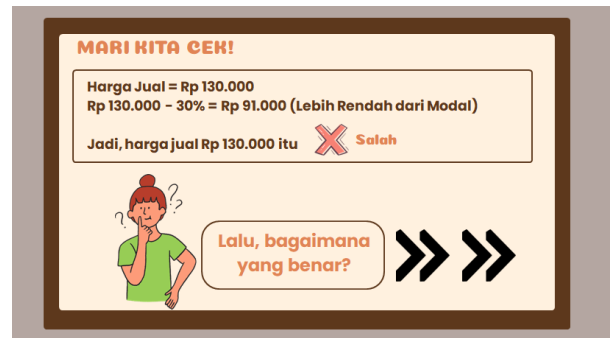 MARI KITA CEK!
Harga Jual = Rp 130.000
Rp 130.000 - 30% = Rp 91.000 (Lebih Rendah dari Modal)
Jadi, harga jual Rp 130.000 itu
Salah
? ?
?
Lalu, bagaimana
yang benar?